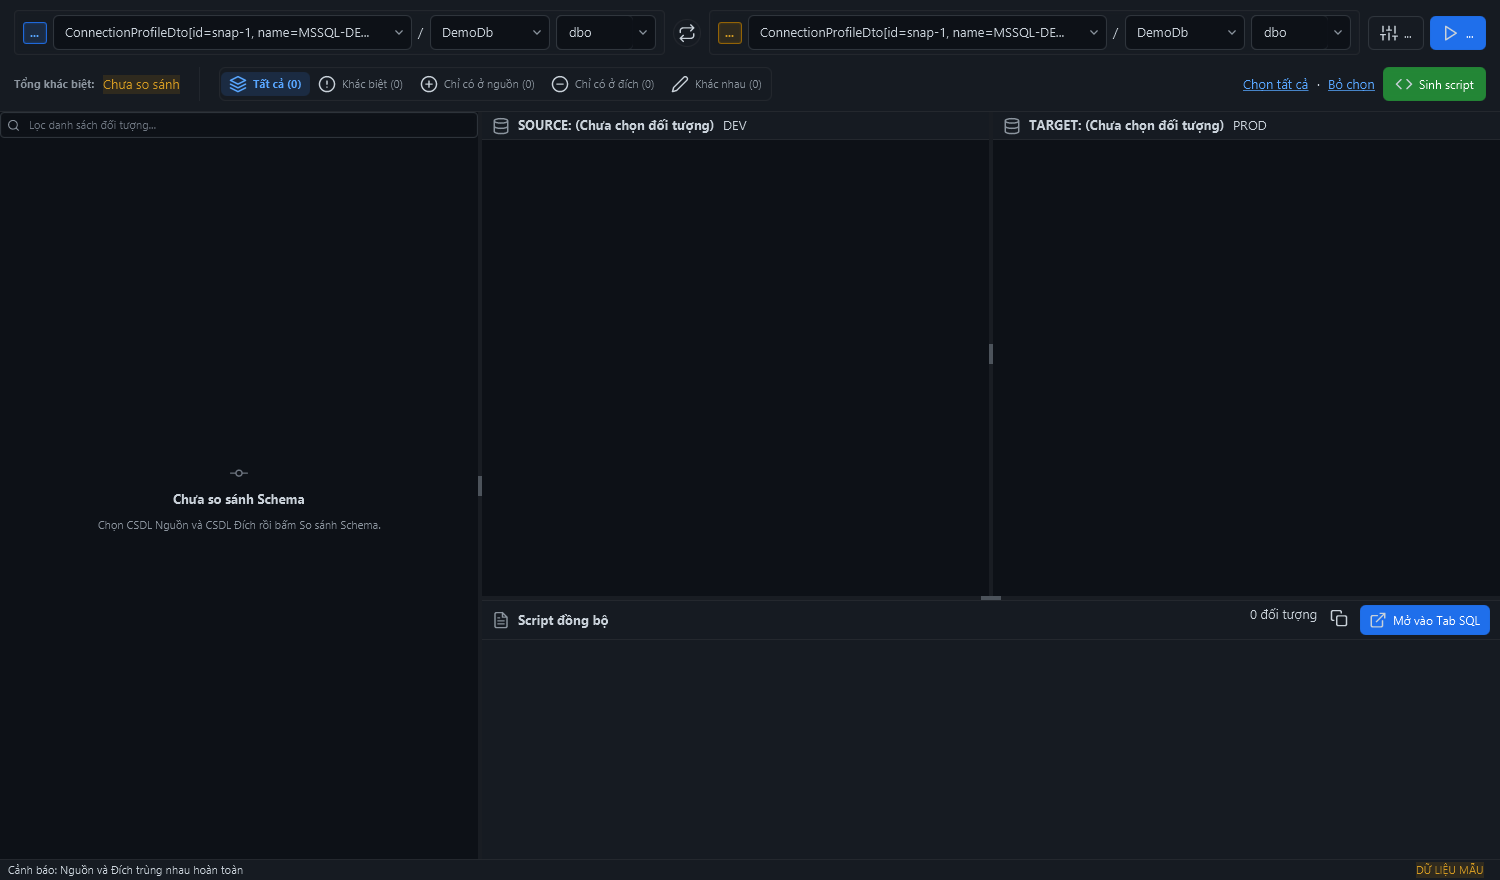 ... ConnectionProfileDto[id=snap-1, name=MSSQL-DE... / DemoDb dbo ... ConnectionProfileDto[id=snap-1, name=MSSQL-DE... / DemoDb dbo ... ...
Tổng khác biệt: Chưa so sánh Tất cả (0) Khác biệt (0) Chỉ có ở nguồn (0) Chỉ có ở đích (0) Khác nhau (0) Chọn tất cả · Bỏ chọn Sinh script
Lọc danh sách đối tượng... SOURCE: (Chưa chọn đối tượng) DEV TARGET: (Chưa chọn đối tượng) PROD
Chưa so sánh Schema
Chọn CSDL Nguồn và CSDL Đích rồi bấm So sánh Schema.
Script đồng bộ 0 đối tượng Mở vào Tab SQL
Cảnh báo: Nguồn và Đích trùng nhau hoàn toàn DỮ LIỆU MẪU